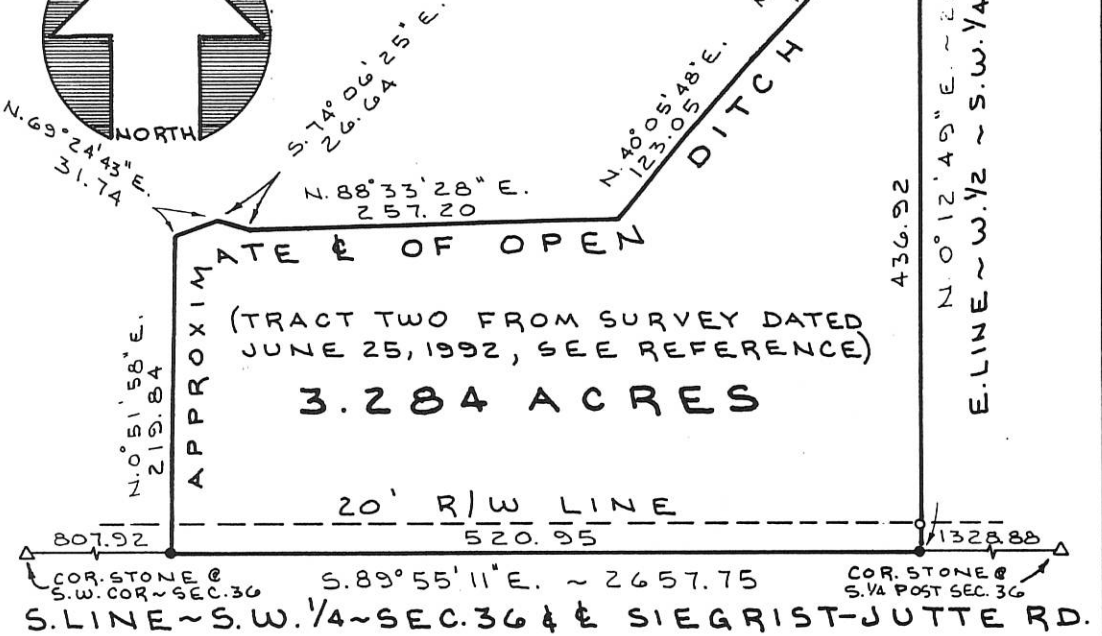 NORTH
N.69°24'43"E.
31.74
S.74°06'25"E.
26.64
N.88°33'28"E.
257.20
N.40°05'48"E.
123.05
DITCH
APPROXIMATE ℄ OF OPEN
436.92
N.0°12'49"E. ~ 2
E.LINE ~ W.1/2 ~ S.W.1/4
(TRACT TWO FROM SURVEY DATED
JUNE 25, 1992, SEE REFERENCE)
3.284 ACRES
N.0°51'58"E.
219.84
20' R/W LINE
807.92
520.95
1328.88
COR. STONE @
S.W. COR ~ SEC.36
S.89°55'11"E. ~ 2657.75
COR. STONE @
S.1/4 POST SEC.36
S.LINE ~ S.W.1/4 ~ SEC.36 & ℄ SIEGRIST-JUTTE RD.